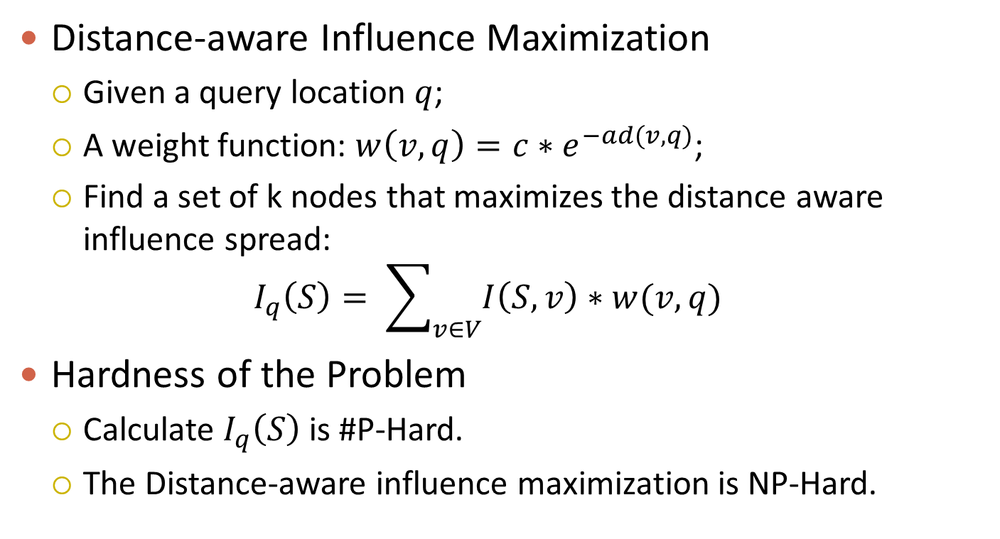 • Distance-aware Influence Maximization
○ Given a query location q;
○ A weight function: w(v, q) = c ∗ e^{−ad(v,q)};
○ Find a set of k nodes that maximizes the distance aware
influence spread:
I_q(S) = ∑_{v∈V} I(S, v) ∗ w(v, q)
• Hardness of the Problem
○ Calculate I_q(S) is #P-Hard.
○ The Distance-aware influence maximization is NP-Hard.